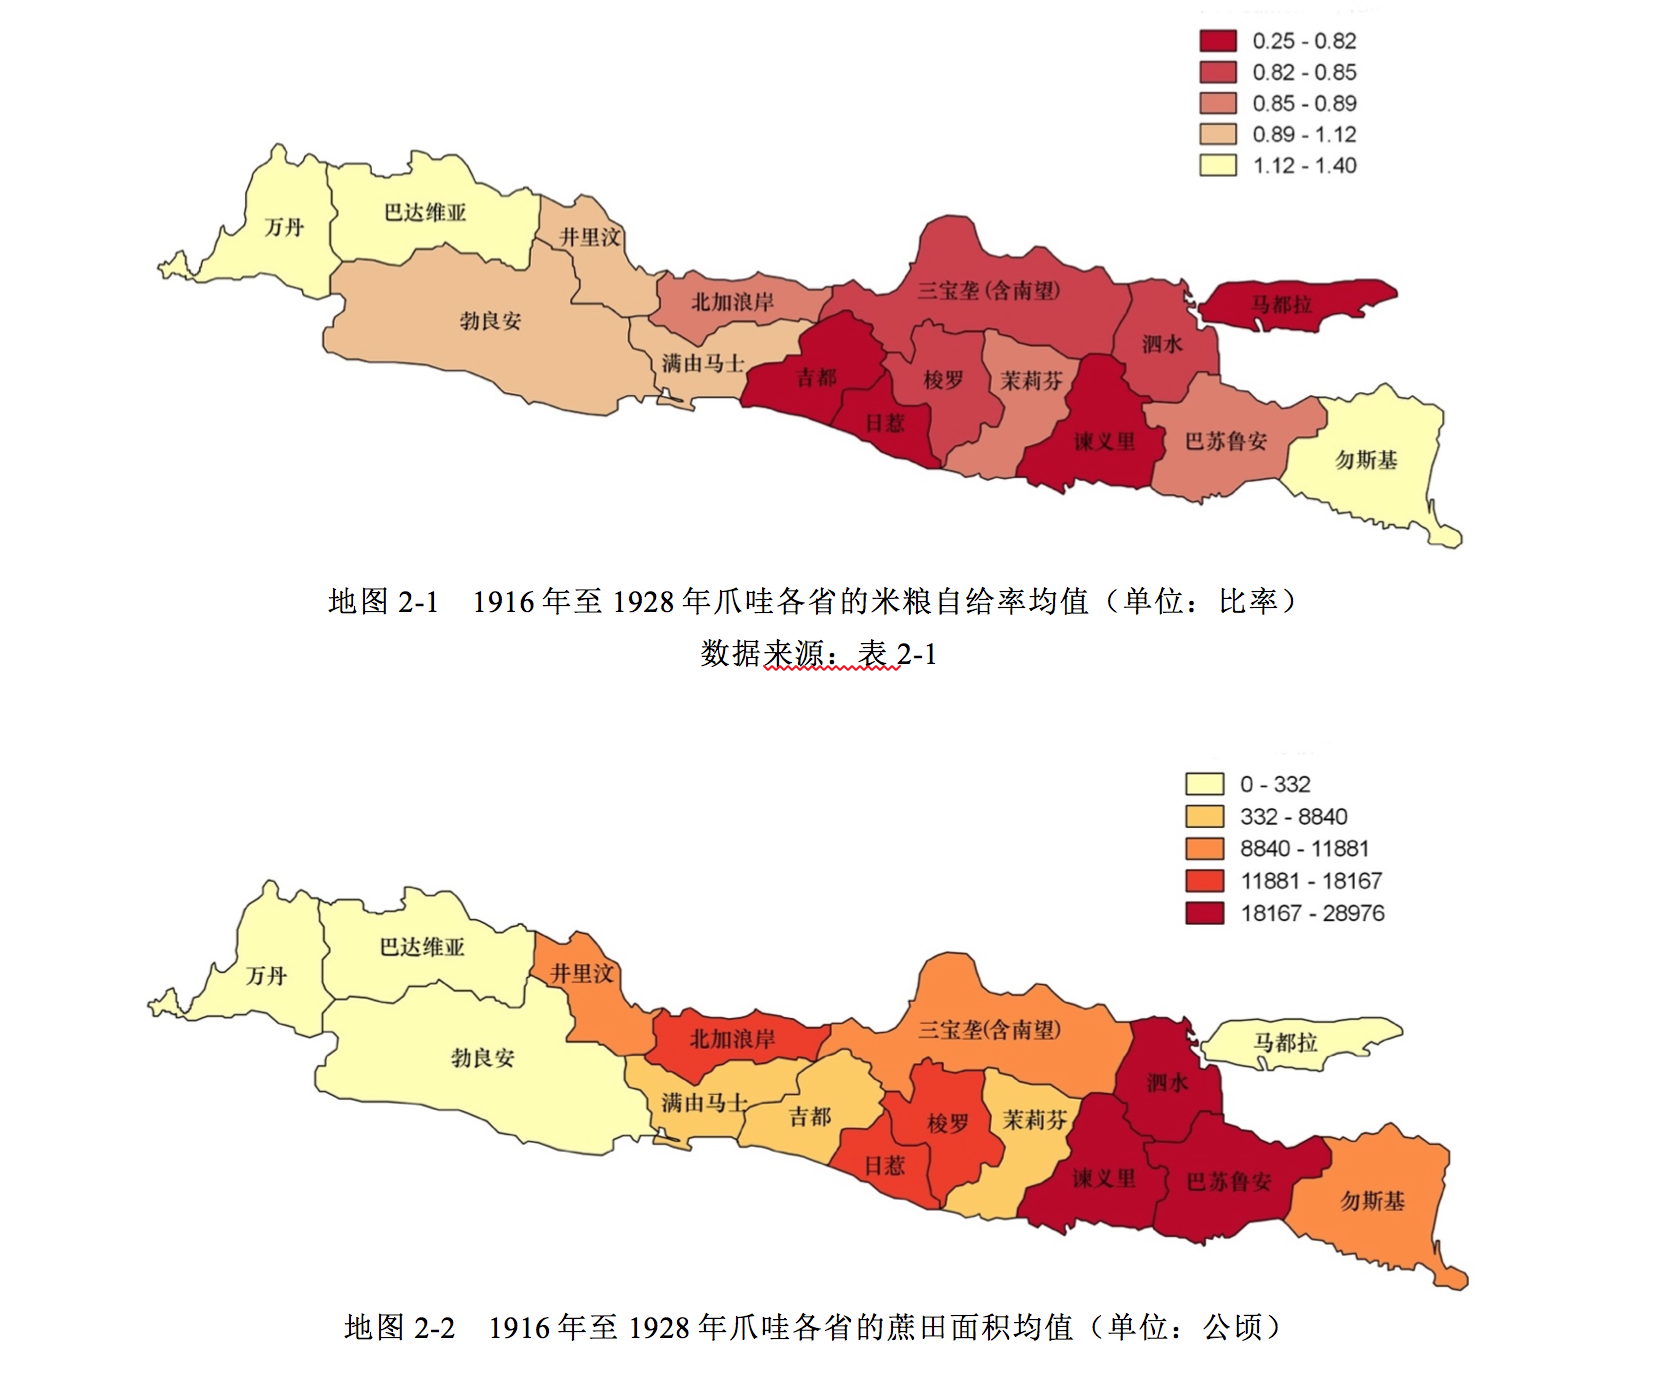 0.25 - 0.82
0.82 - 0.85
0.85 - 0.89
0.89 - 1.12
1.12 - 1.40
万丹
巴达维亚
井里汶
勃良安
北加浪岸
满由马士
三宝垄(含南望)
马都拉
泗水
吉都
梭罗
茉莉芬
日惹
谏义里
巴苏鲁安
勿斯基
地图 2-1 1916 年至 1928 年爪哇各省的米粮自给率均值（单位：比率）
数据来源：表 2-1
0 - 332
332 - 8840
8840 - 11881
11881 - 18167
18167 - 28976
万丹
巴达维亚
井里汶
勃良安
北加浪岸
满由马士
三宝垄(含南望)
马都拉
泗水
吉都
梭罗
茉莉芬
日惹
谏义里
巴苏鲁安
勿斯基
地图 2-2 1916 年至 1928 年爪哇各省的蔗田面积均值（单位：公顷）